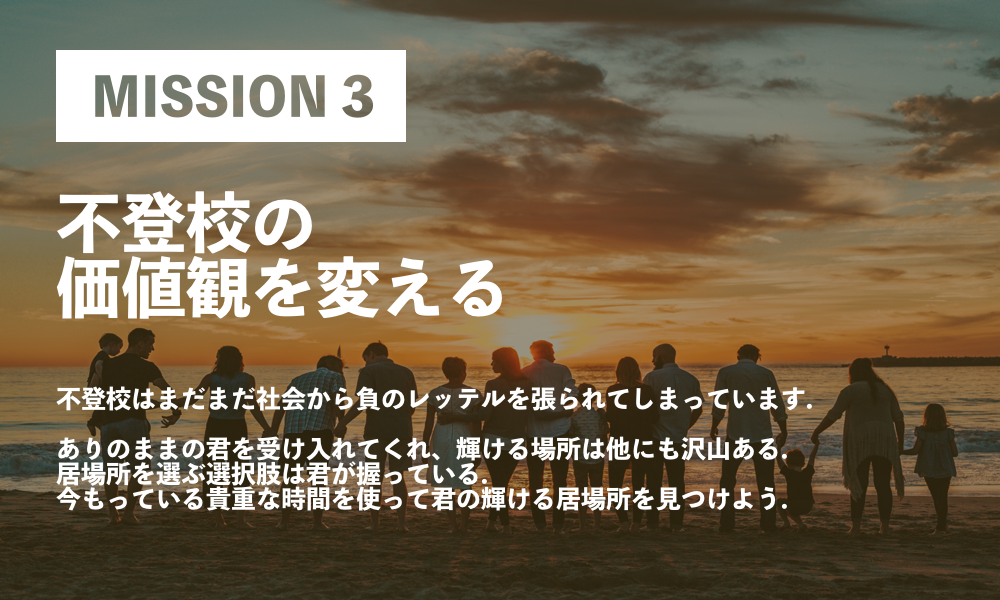 MISSION 3
不登校の
価値観を変える
不登校はまだまだ社会から負のレッテルを張られてしまっています.
ありのままの君を受け入れてくれ、輝ける場所は他にも沢山ある.
居場所を選ぶ選択肢は君が握っている.
今もっている貴重な時間を使って君の輝ける居場所を見つけよう.